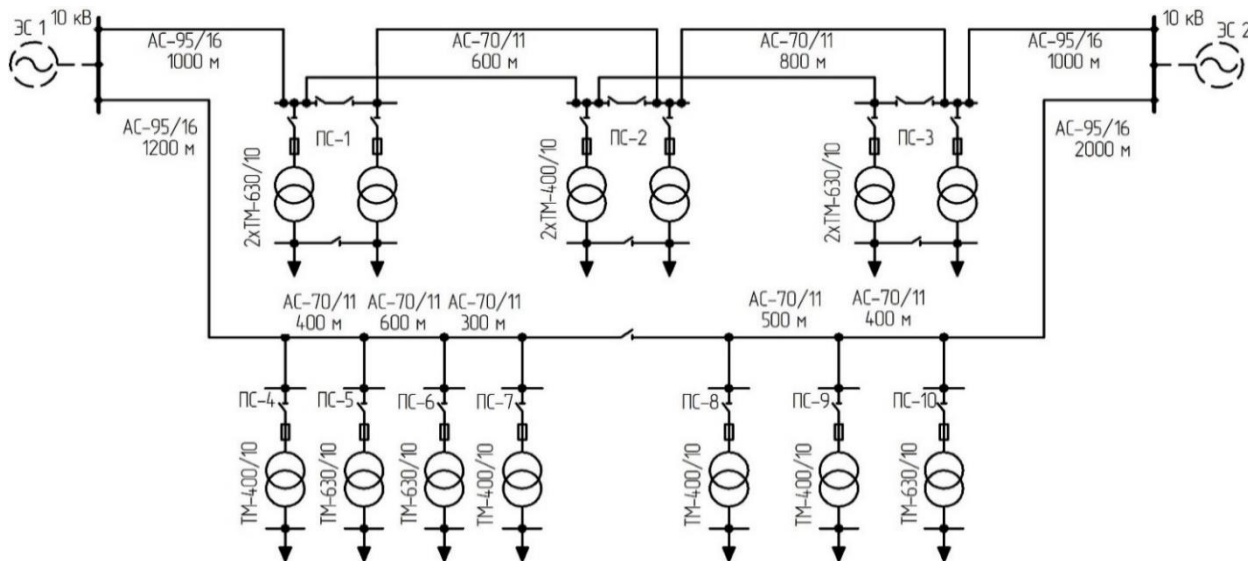 ЭС 1
10 кВ
АС-95/16
1000 м
АС-70/11
600 м
АС-70/11
800 м
АС-95/16
1000 м
10 кВ
ЭС 2
АС-95/16
1200 м
ПС-1
ПС-2
ПС-3
АС-95/16
2000 м
2хТМ-630/10
2хТМ-400/10
2хТМ-630/10
АС-70/11
400 м
АС-70/11
600 м
АС-70/11
300 м
АС-70/11
500 м
АС-70/11
400 м
ПС-4
ПС-5
ПС-6
ПС-7
ПС-8
ПС-9
ПС-10
ТМ-400/10
ТМ-630/10
ТМ-630/10
ТМ-400/10
ТМ-400/10
ТМ-400/10
ТМ-630/10